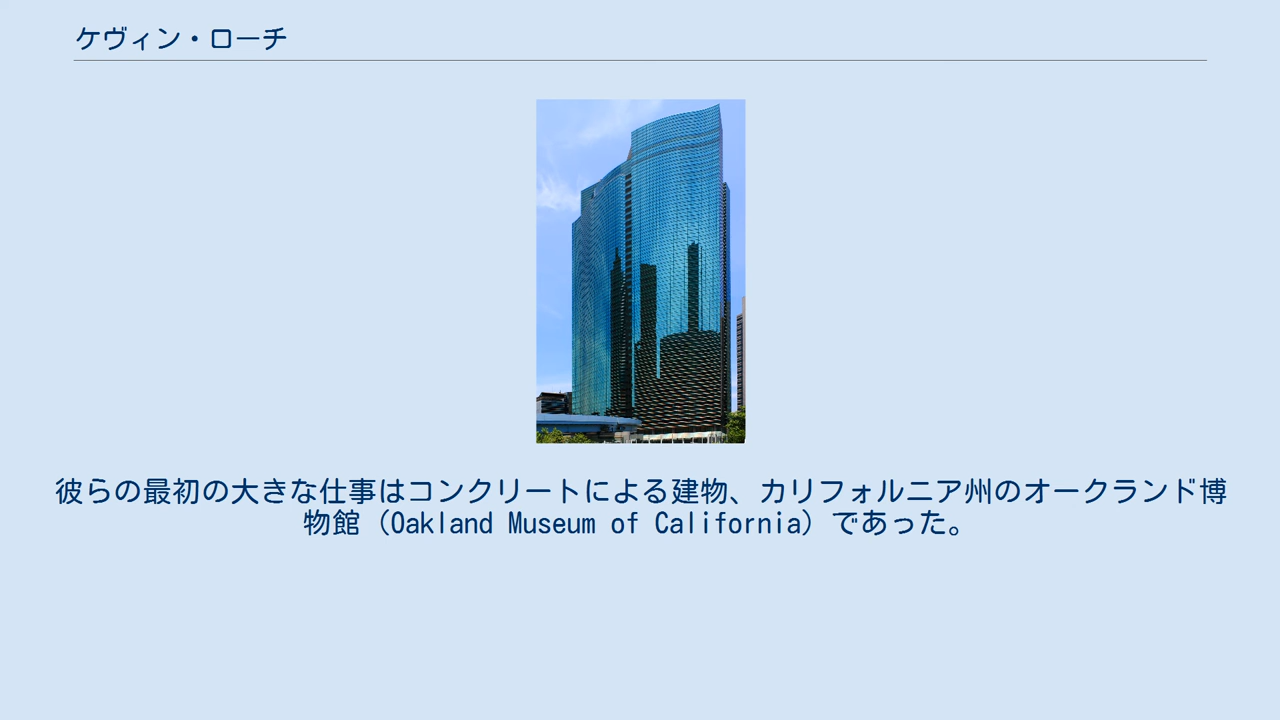 ケヴィン・ローチ
彼らの最初の大きな仕事はコンクリートによる建物、カリフォルニア州のオークランド博
物館（Oakland Museum of California）であった。